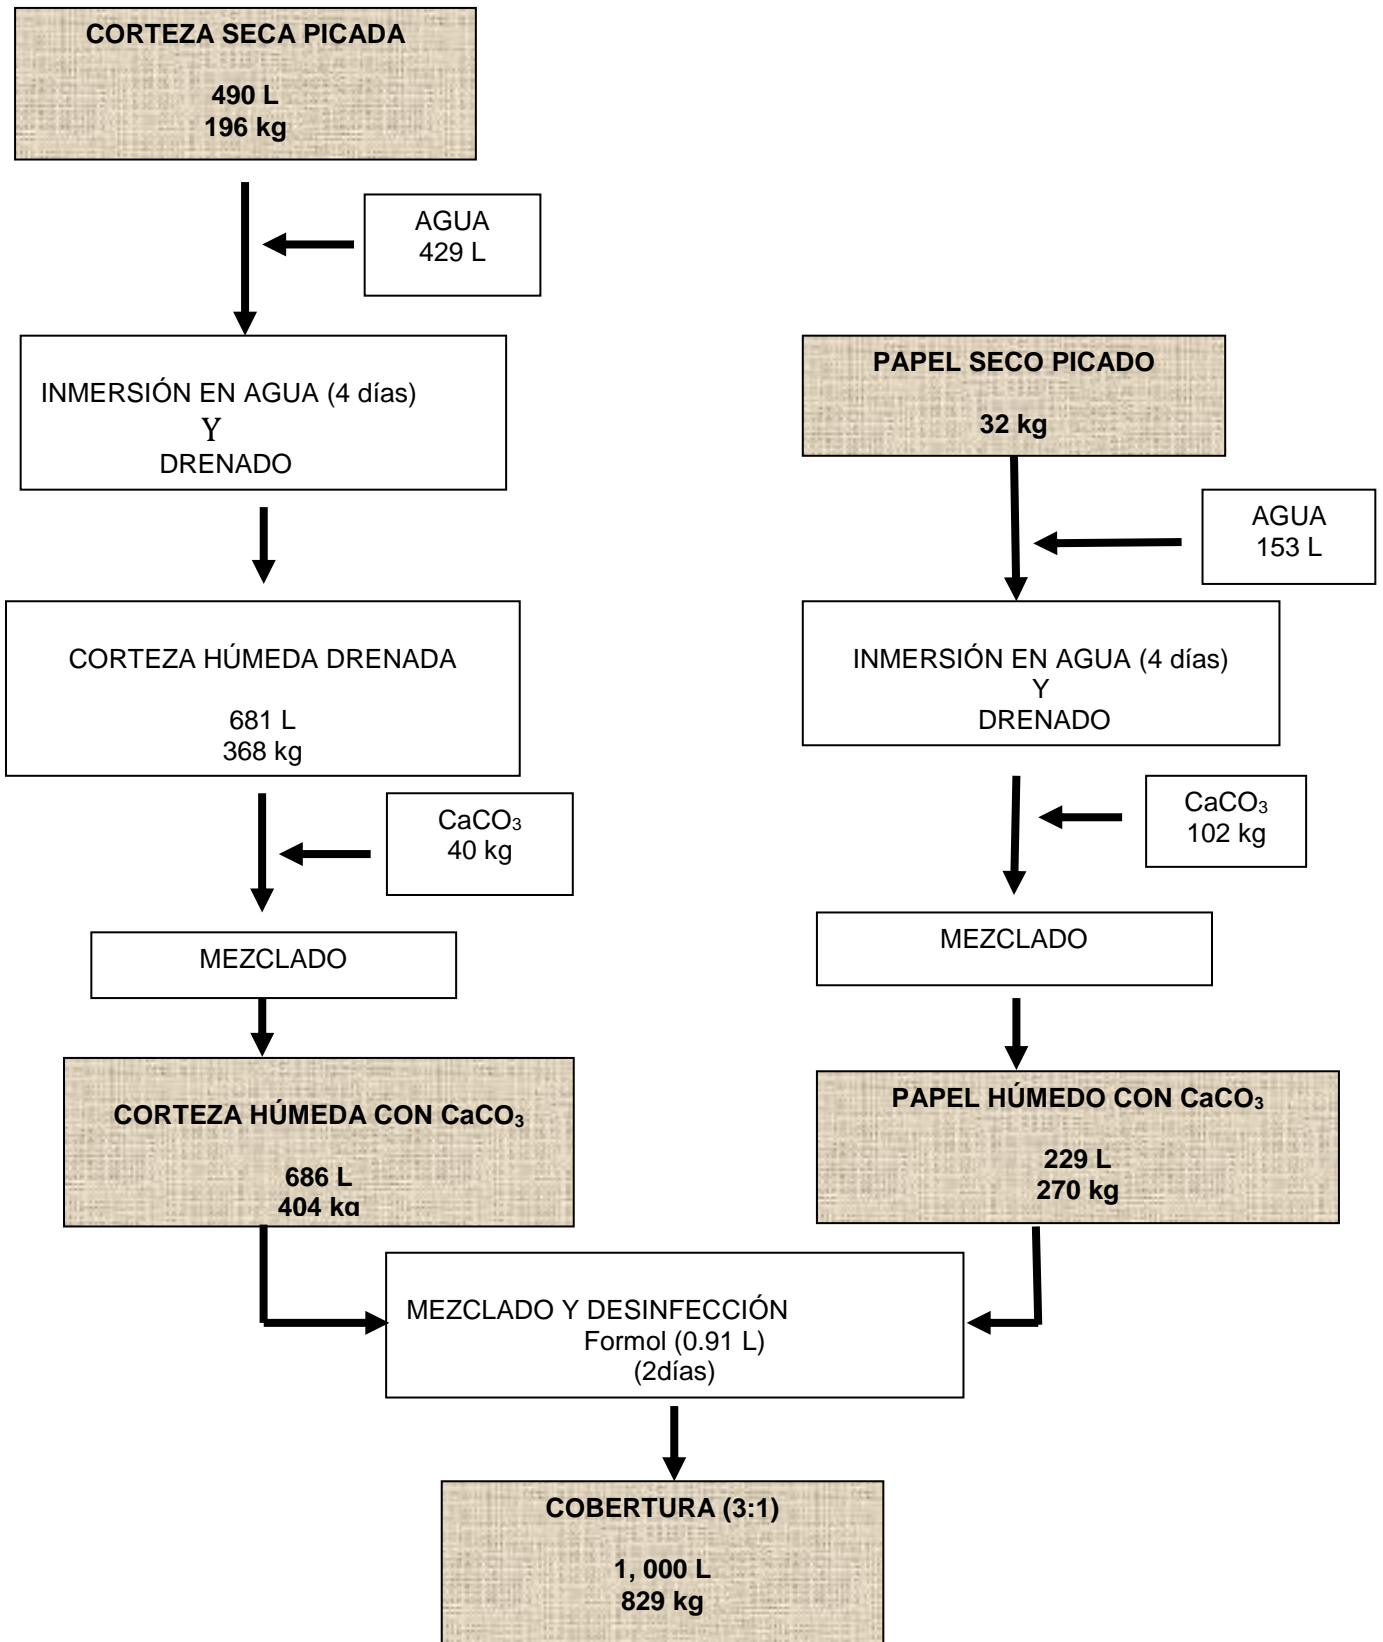 CORTEZA SECA PICADA
490 L
196 kg
AGUA
429 L
INMERSIÓN EN AGUA (4 días)
Y
DRENADO
CORTEZA HÚMEDA DRENADA
681 L
368 kg
CaCO₃
40 kg
MEZCLADO
CORTEZA HÚMEDA CON CaCO₃
686 L
404 kg
PAPEL SECO PICADO
32 kg
AGUA
153 L
INMERSIÓN EN AGUA (4 días)
Y
DRENADO
CaCO₃
102 kg
MEZCLADO
PAPEL HÚMEDO CON CaCO₃
229 L
270 kg
MEZCLADO Y DESINFECCIÓN
Formol (0.91 L)
(2días)
COBERTURA (3:1)
1, 000 L
829 kg